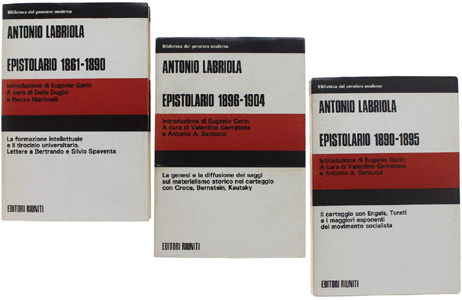 Biblioteca del pensiero moderno
ANTONIO LABRIOLA
EPISTOLARIO 1861-1890
Introduzione di Eugenio Garin
A cura di Delia Dugini
e Renzo Martinelli
La formazione intellettuale
e il tirocinio universitario.
Lettere a Bertrando e Silvio Spaventa
EDITORI RIUNITI
Biblioteca del pensiero moderno
ANTONIO LABRIOLA
EPISTOLARIO 1896-1904
Introduzione di Eugenio Garin
A cura di Valentino Gerratana
e Antonio A. Santucci
La genesi e la diffusione dei saggi
sul materialismo storico nel carteggio
con Croce, Bernstein, Kautsky
EDITORI RIUNITI
Biblioteca del pensiero moderno
ANTONIO LABRIOLA
EPISTOLARIO 1890-1895
Introduzione di Eugenio Garin
A cura di Valentino Gerratana
e Antonio A. Santucci
Il carteggio con Engels, Turati
e i maggiori esponenti
del movimento socialista
EDITORI RIUNITI